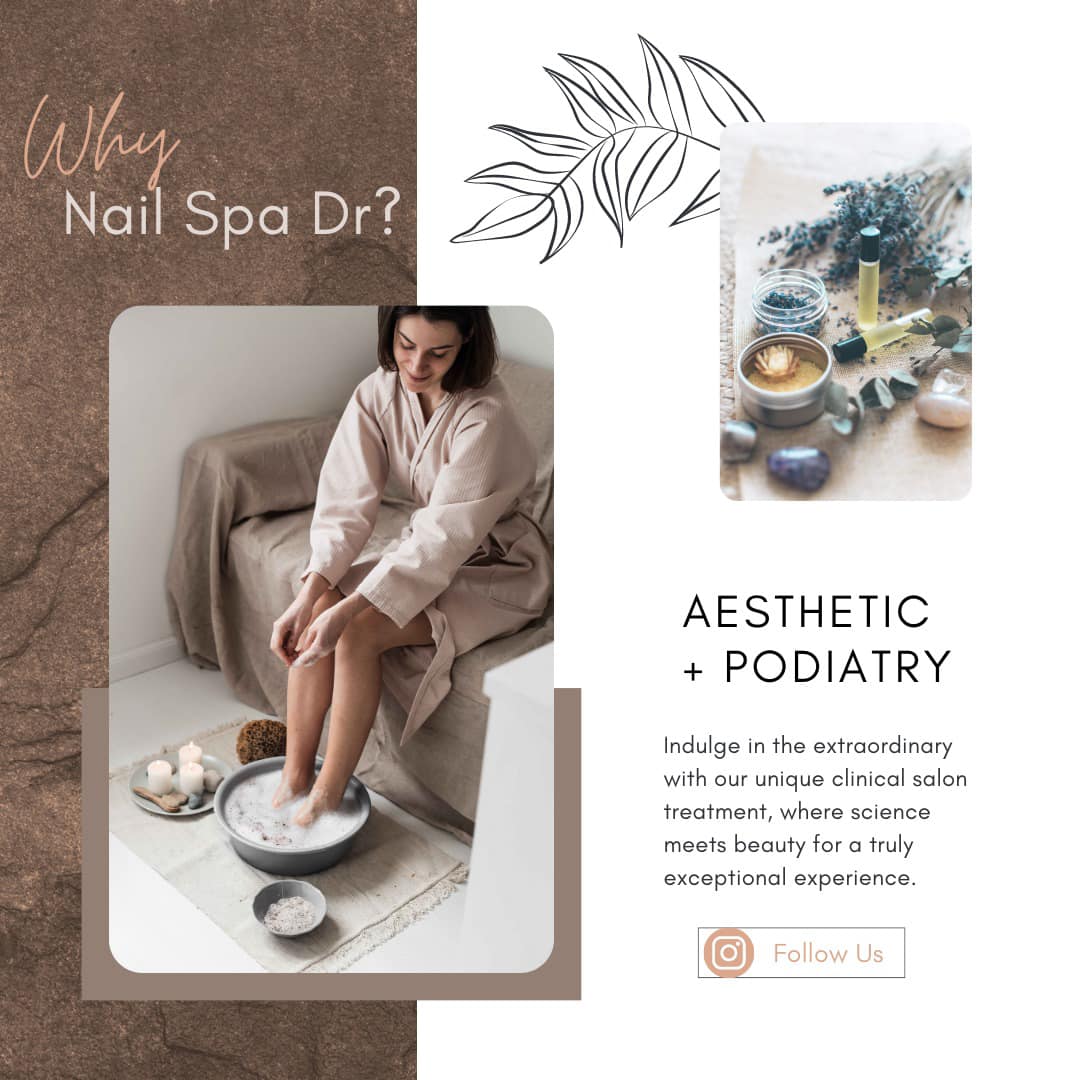 Why
Nail Spa Dr?
AESTHETIC
+ PODIATRY
Indulge in the extraordinary
with our unique clinical salon
treatment, where science
meets beauty for a truly
exceptional experience.
Follow Us